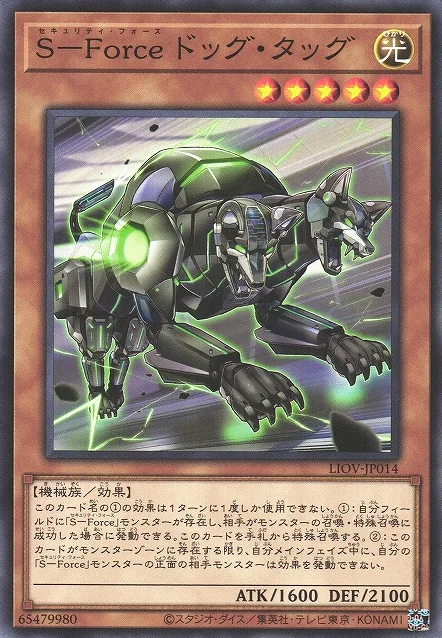 セキュリティ・フォース
S-Force ドッグ・タッグ
ひかり
光
LIOV-JP014
【機械族／効果】
このカード名の①の効果は1ターンに1度しか使用できない。①：自分フィー
ルドに「S-Force」モンスターが存在し、相手がモンスターの召喚・特殊召喚に
成功した場合に発動できる。このカードを手札から特殊召喚する。②：こ
のカードがモンスターゾーンに存在する限り、自分メインフェイズ中に、自分の
「S-Force」モンスターの正面の相手モンスターは効果を発動できない。
ATK/1600 DEF/2100
65479980
©スタジオ・ダイス／集英社・テレビ東京・KONAMI